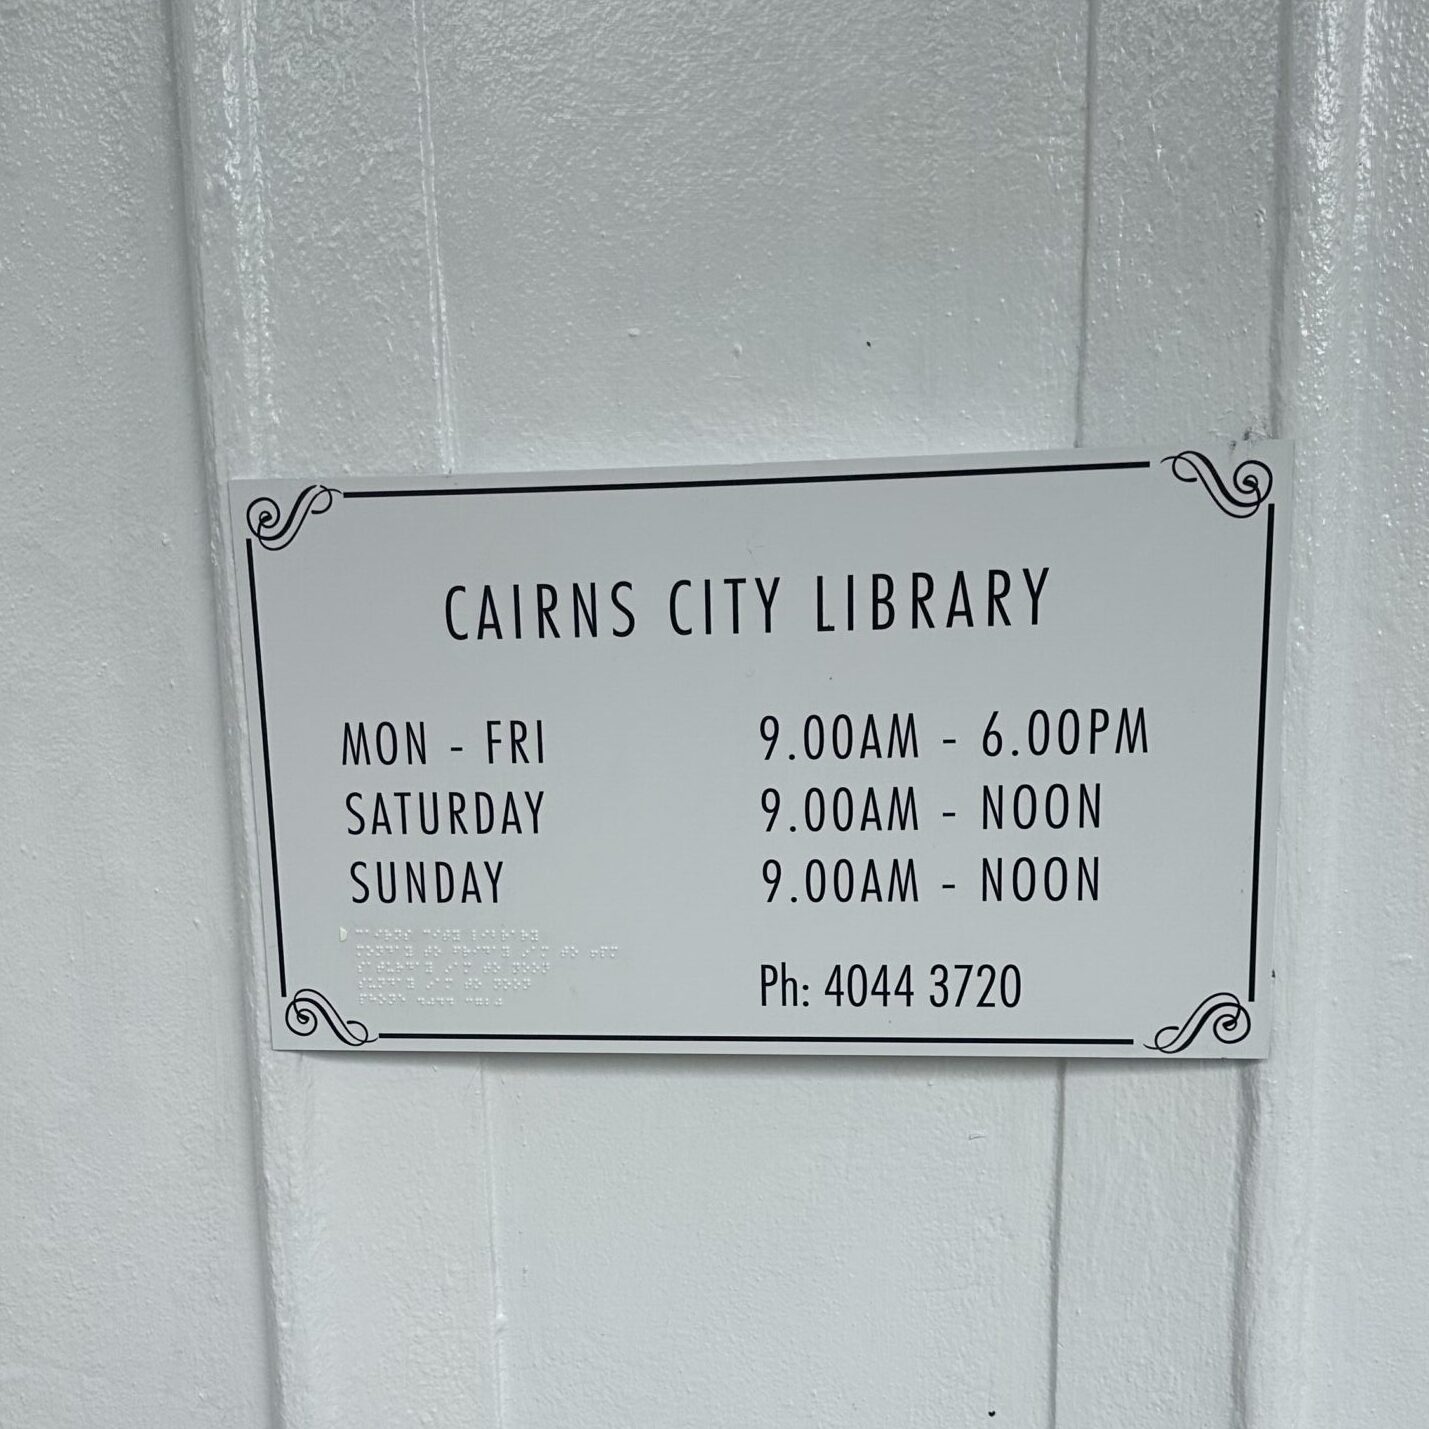 CAIRNS CITY LIBRARY
MON - FRI 9.00AM - 6.00PM
SATURDAY 9.00AM - NOON
SUNDAY 9.00AM - NOON
Ph: 4044 3720